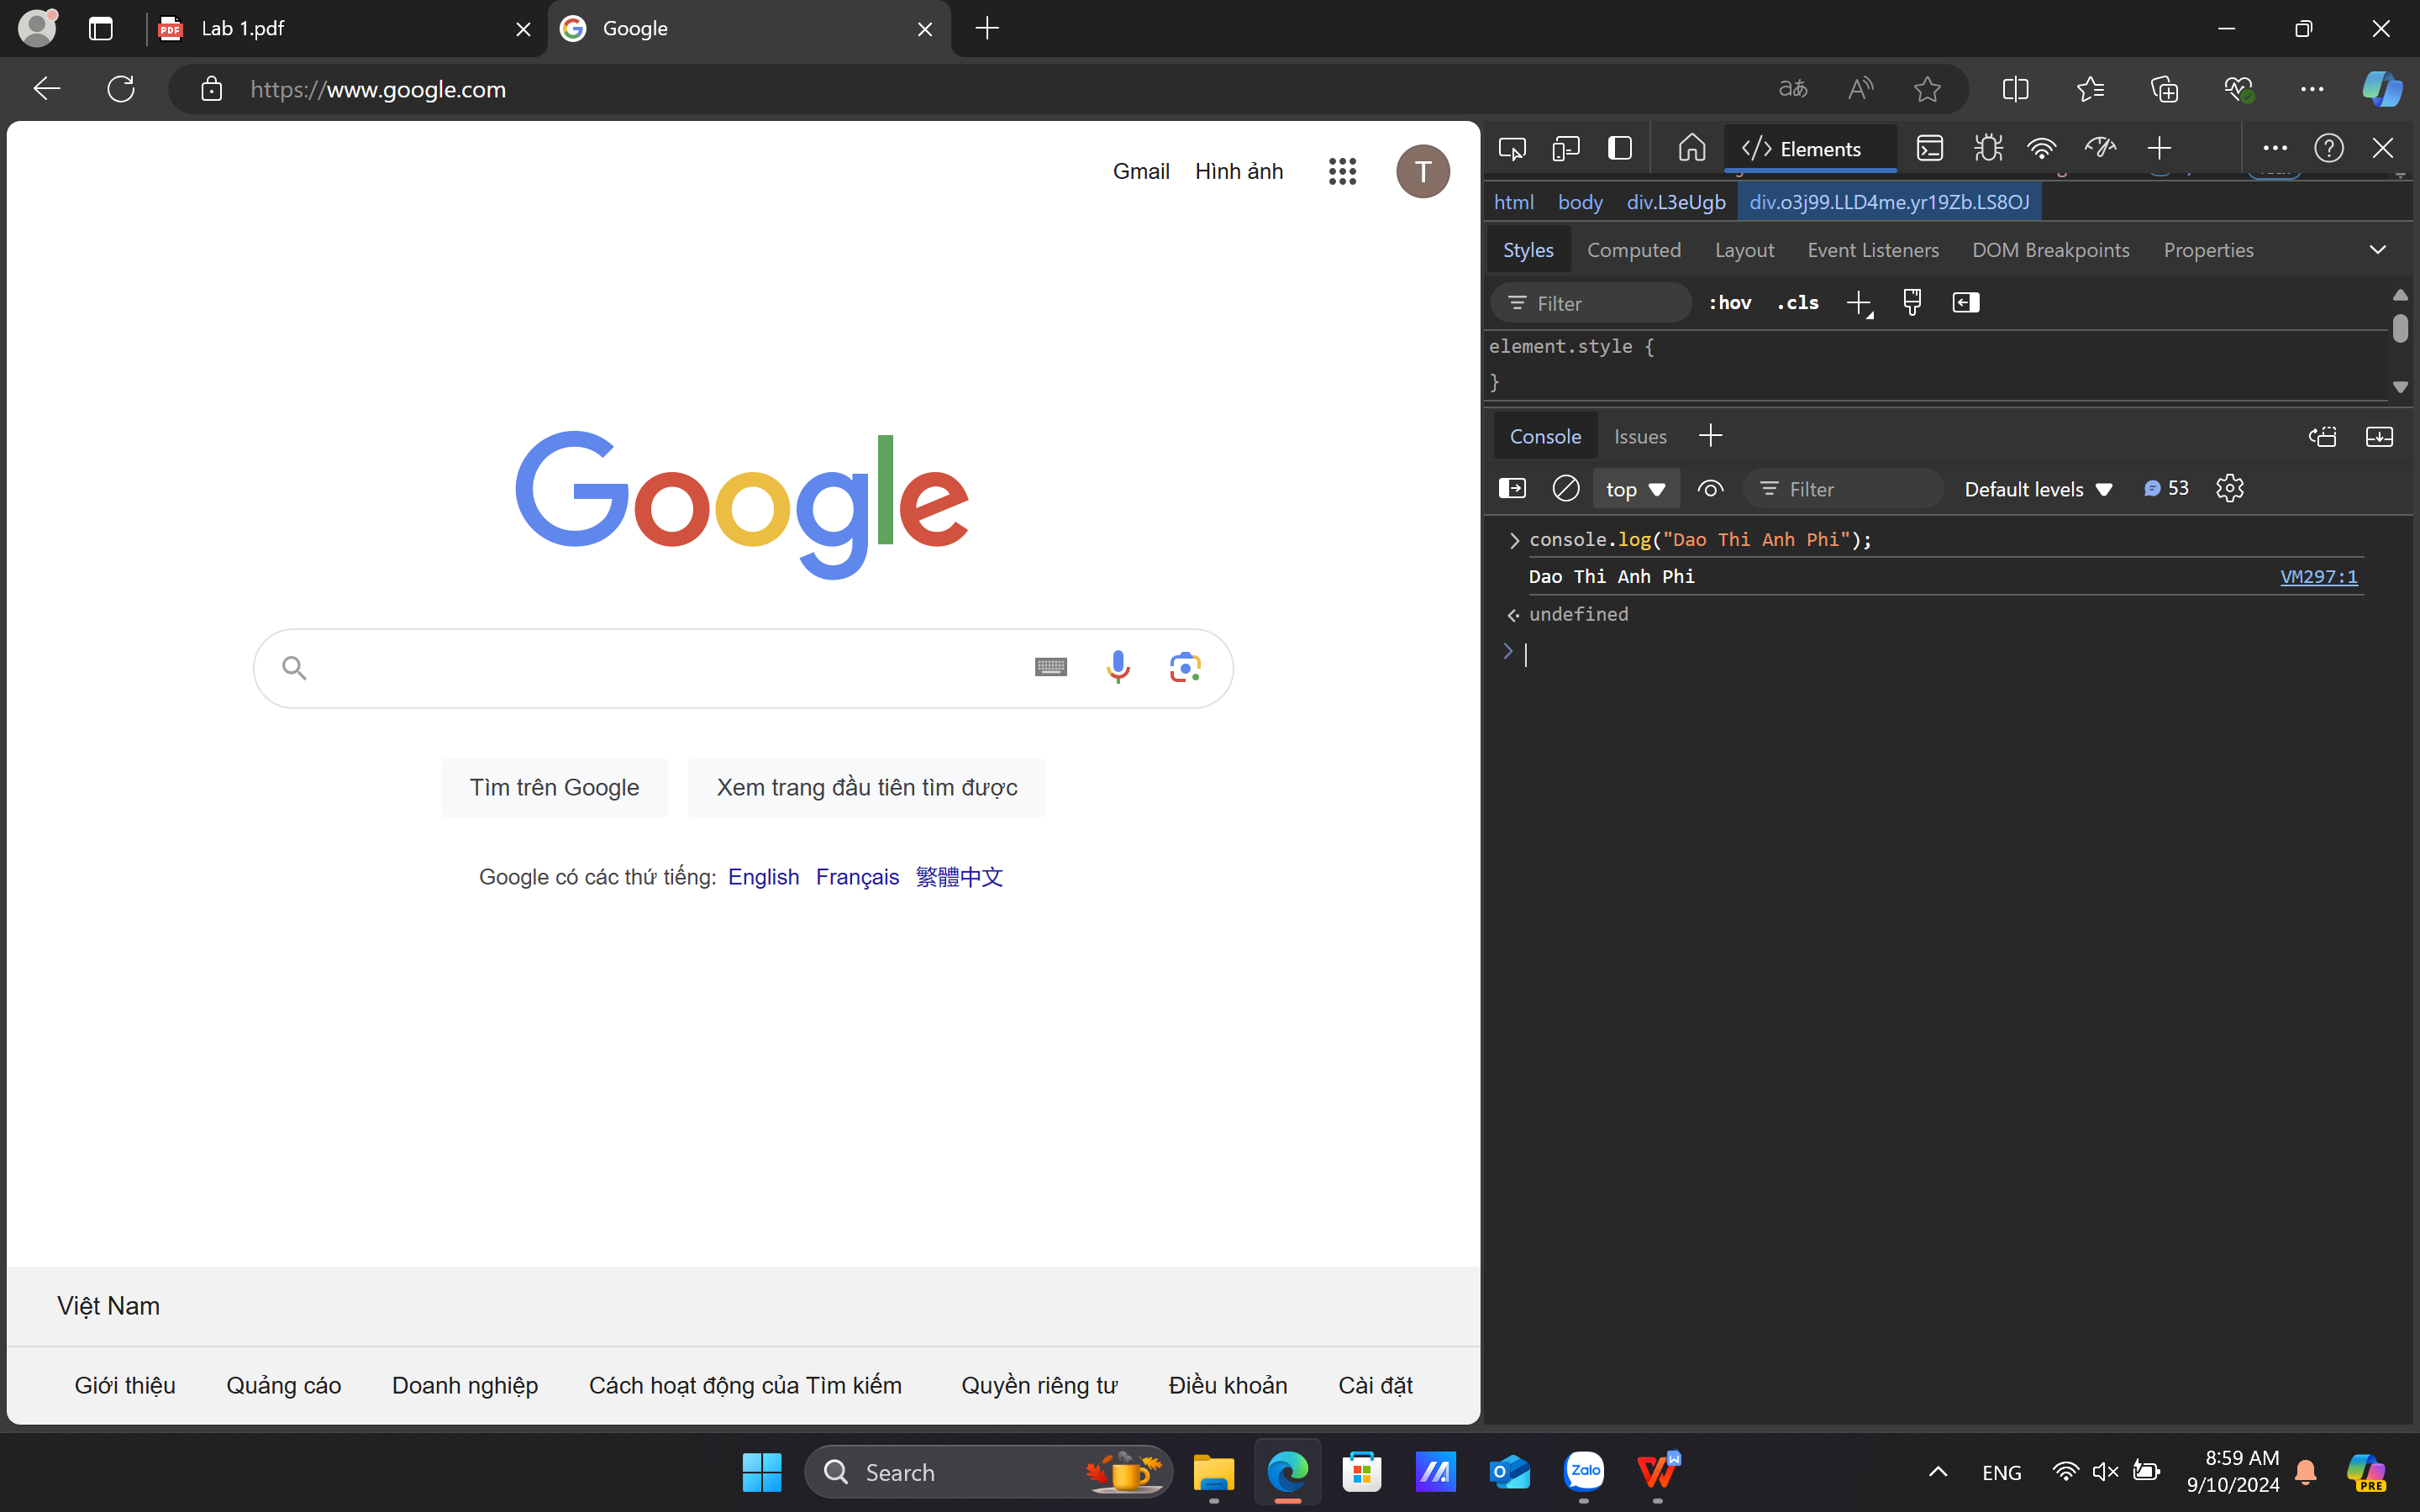 Lab 1.pdf
Google
https://www.google.com
Gmail
Hình ảnh
T
Google
Tìm trên Google
Xem trang đầu tiên tìm được
Google có các thứ tiếng: English Français 繁體中文
Việt Nam
Giới thiệu
Quảng cáo
Doanh nghiệp
Cách hoạt động của Tìm kiếm
Quyền riêng tư
Điều khoản
Cài đặt
Elements
html body div.L3eUgb div.o3j99.LLD4me.yr19Zb.LS8OJ
Styles Computed Layout Event Listeners DOM Breakpoints Properties
Filter :hov .cls
element.style {
}
Console Issues
top Filter Default levels 53
console.log("Dao Thi Anh Phi");
Dao Thi Anh Phi VM297:1
undefined
Search
Zalo
ENG
8:59 AM
9/10/2024
PRE